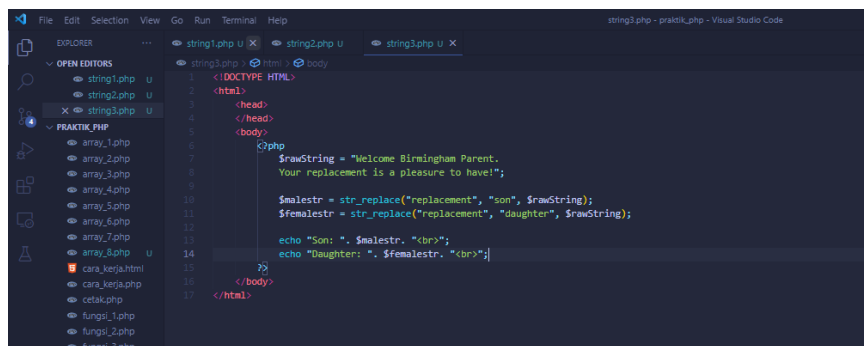 File Edit Selection View Go Run Terminal Help
string3.php - praktik_php - Visual Studio Code
EXPLORER ···
string1.php U
string2.php U
string3.php U
OPEN EDITORS
string1.php U
string2.php U
string3.php U
PRAKTIK_PHP
array_1.php
array_2.php
array_3.php
array_4.php
array_5.php
array_6.php
array_7.php
array_8.php U
cara_kerja.html
cara_kerja.php
cetak.php
fungsi_1.php
fungsi_2.php
4
string3.php > html > body
1 <!DOCTYPE HTML>
2 <html>
3 <head>
4 </head>
5 <body>
6 <?php
7 $rawString = "Welcome Birmingham Parent.
8 Your replacement is a pleasure to have!";
9
10 $malestr = str_replace("replacement", "son", $rawString);
11 $femalestr = str_replace("replacement", "daughter", $rawString);
12
13 echo "Son: ". $malestr. "<br>";
14 echo "Daughter: ". $femalestr. "<br>";
15 ?>
16 </body>
17 </html>